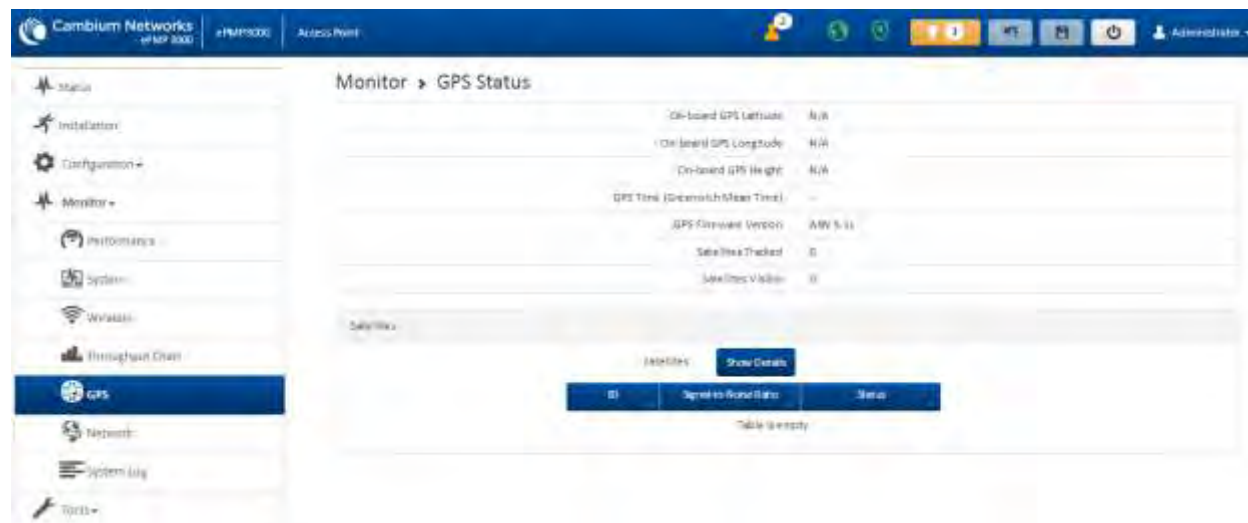 Cambium Networks
ePMP 3000
ePMP3000
Access Point
2
Administrator
Status
Installation
Configuration
Monitor
Performance
System
Wireless
Throughput Chart
GPS
Network
System Log
Tools
Monitor > GPS Status
On-board GPS Latitude N/A
On-board GPS Longitude N/A
On-board GPS Height N/A
GPS Time (Greenwich Mean Time) -
GPS Firmware Version
Satellites Tracked 0
Satellites Visible 0
Satellites
Satellites Show Details
ID Signal to Noise Ratio Status
Table is empty